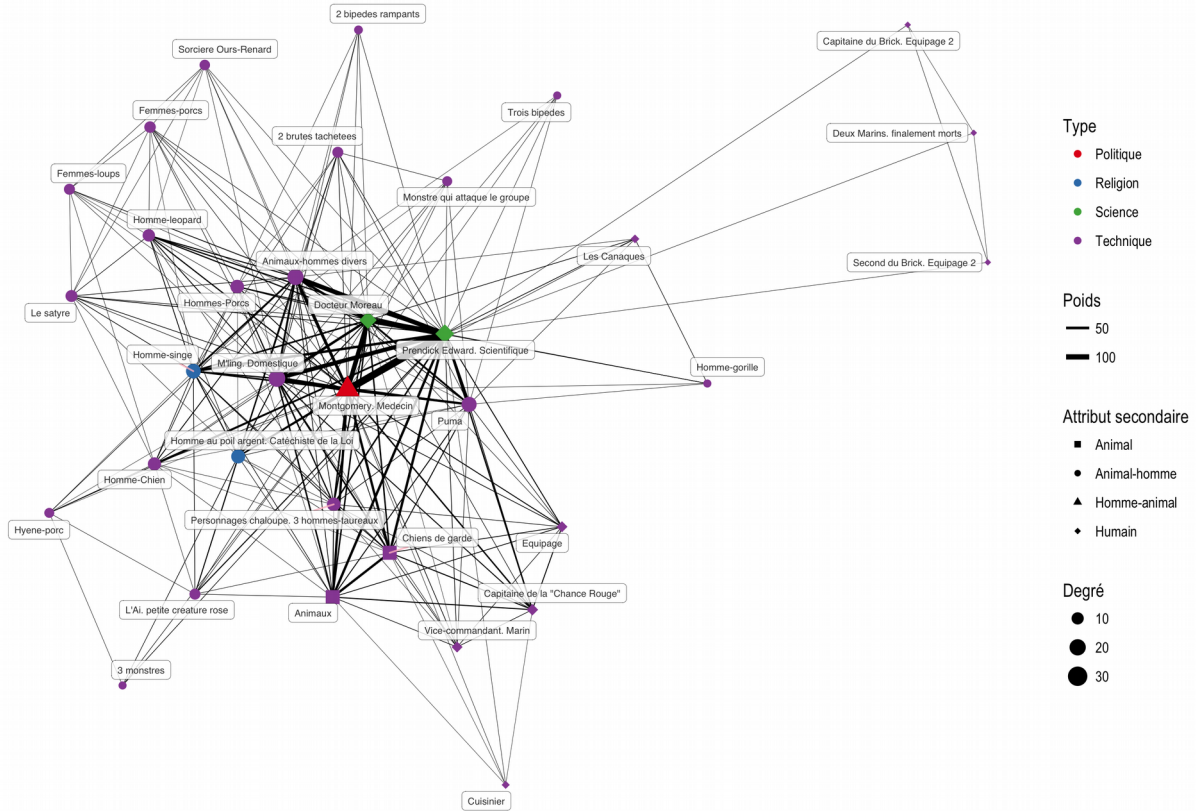 2 bipedes rampants
Capitaine du Brick. Equipage 2
Sorciere Ours-Renard
Femmes-porcs
Trois bipedes
2 brutes tachetees
Deux Marins. finalement morts
Femmes-loups
Monstre qui attaque le groupe
Homme-leopard
Les Canaques
Animaux-hommes divers
Second du Brick. Equipage 2
Hommes-Porcs
Docteur Moreau
Le satyre
Homme-singe
Prendick Edward. Scientifique
M'ling. Domestique
Homme-gorille
Montgomery. Medecin
Puma
Homme au poil argent. Catéchiste de la Loi
Homme-Chien
Personnages chaloupe. 3 hommes-taureaux
Hyene-porc
Chiens de garde
Equipage
Capitaine de la "Chance Rouge"
L'Ai. petite creature rose
Animaux
Vice-commandant. Marin
3 monstres
Cuisinier
Type
Politique
Religion
Science
Technique
Poids
50
100
Attribut secondaire
Animal
Animal-homme
Homme-animal
Humain
Degré
10
20
30